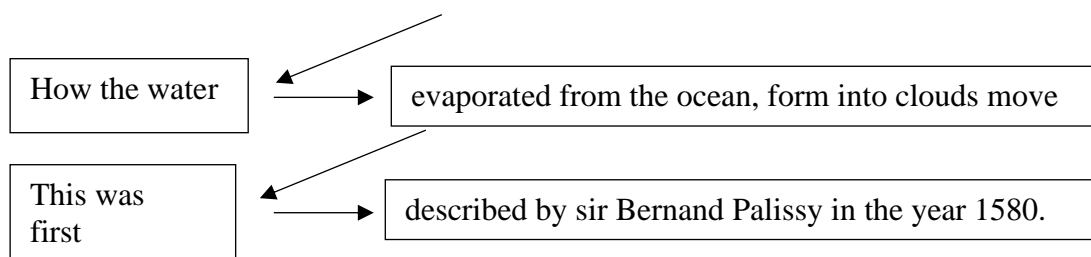 How the water
evaporated from the ocean, form into clouds move
This was
first
described by sir Bernand Palissy in the year 1580.